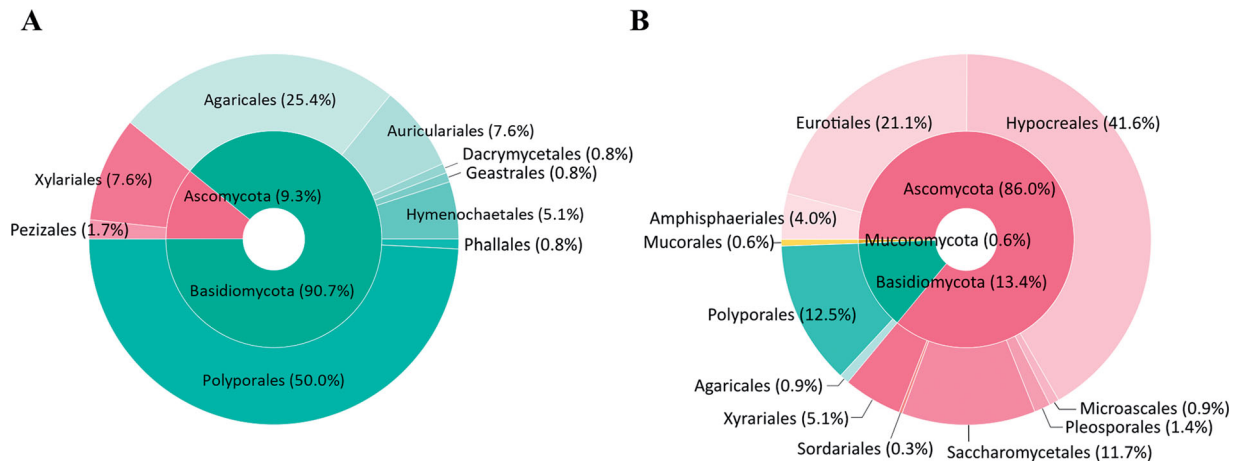 A
Agaricales (25.4%)
Auriculariales (7.6%)
Dacrymycetales (0.8%)
Geastrales (0.8%)
Xylariales (7.6%)
Ascomycota (9.3%)
Hymenochaetales (5.1%)
Pezizales (1.7%)
Phallales (0.8%)
Basidiomycota (90.7%)
Polyporales (50.0%)
B
Eurotiales (21.1%)
Hypocreales (41.6%)
Ascomycota (86.0%)
Amphisphaeriales (4.0%)
Mucorales (0.6%)
Mucoromycota (0.6%)
Basidiomycota (13.4%)
Polyporales (12.5%)
Agaricales (0.9%)
Microascales (0.9%)
Xyrariales (5.1%)
Pleosporales (1.4%)
Sordariales (0.3%)
Saccharomycetales (11.7%)